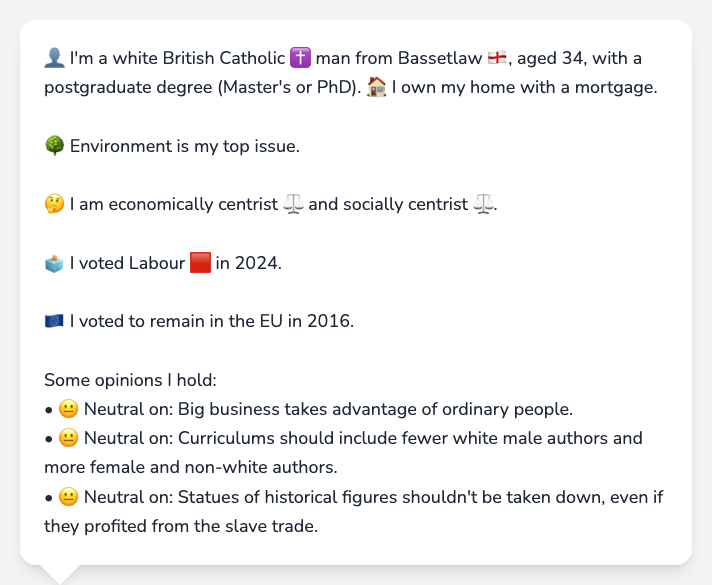 👤 I'm a white British Catholic ✝️ man from Bassetlaw 🏴󠁧󠁢󠁥󠁮󠁧󠁿, aged 34, with a
postgraduate degree (Master's or PhD). 🏠 I own my home with a mortgage.
🌳 Environment is my top issue.
🤔 I am economically centrist ⚖️ and socially centrist ⚖️.
🗳️ I voted Labour 🟥 in 2024.
🇪🇺 I voted to remain in the EU in 2016.
Some opinions I hold:
• 😐 Neutral on: Big business takes advantage of ordinary people.
• 😐 Neutral on: Curriculums should include fewer white male authors and
more female and non-white authors.
• 😐 Neutral on: Statues of historical figures shouldn't be taken down, even if
they profited from the slave trade.